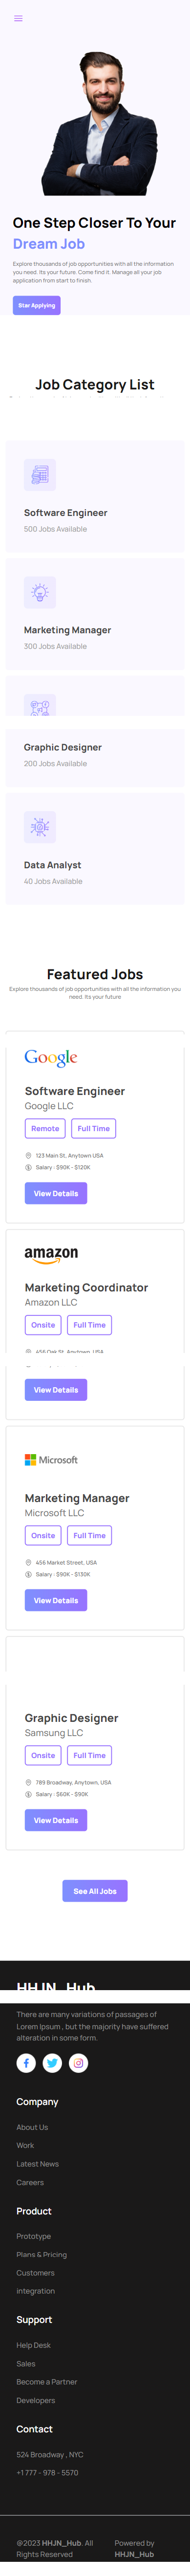 One Step Closer To Your
Dream Job
Explore thousands of job opportunities with all the information
you need. Its your future. Come find it. Manage all your job
application from start to finish
Star Applying
Job Category List
Software Engineer
500 Jobs Available
Marketing Manager
300 Jobs Available
Graphic Designer
200 Jobs Available
Data Analyst
40 Jobs Available
Featured Jobs
Explore thousands of job opportunities with all the information you
need. Its your future
Google
Software Engineer
Google LLC
Remote Full Time
123 Main St, Anytown USA
Salary : $90K - $120K
View Details
amazon
Marketing Coordinator
Amazon LLC
Onsite Full Time
456 Oak St, Anytown USA
View Details
Microsoft
Marketing Manager
Microsoft LLC
Onsite Full Time
456 Market Street, USA
Salary : $90K - $130K
View Details
Graphic Designer
Samsung LLC
Onsite Full Time
789 Broadway, Anytown, USA
Salary : $60K - $90K
View Details
See All Jobs
HHJN_Hub
There are many variations of passages of
Lorem Ipsum , but the majority have suffered
alteration in some form.
Company
About Us
Work
Latest News
Careers
Product
Prototype
Plans & Pricing
Customers
integration
Support
Help Desk
Sales
Become a Partner
Developers
Contact
524 Broadway , NYC
+1 777 - 978 - 5570
@2023 HHJN_Hub. All
Rights Reserved
Powered by
HHJN_Hub